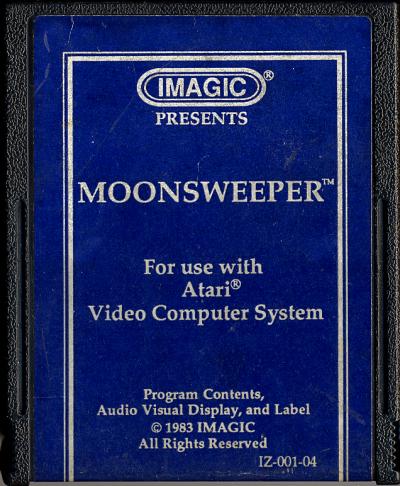 IMAGIC®
PRESENTS
MOONSWEEPER™
For use with
Atari®
Video Computer System
Program Contents,
Audio Visual Display, and Label
© 1983 IMAGIC
All Rights Reserved
IZ-001-04